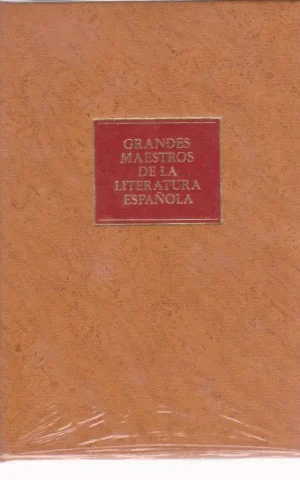 GRANDES
MAESTROS
DE LA
LITERATURA
ESPAÑOLA